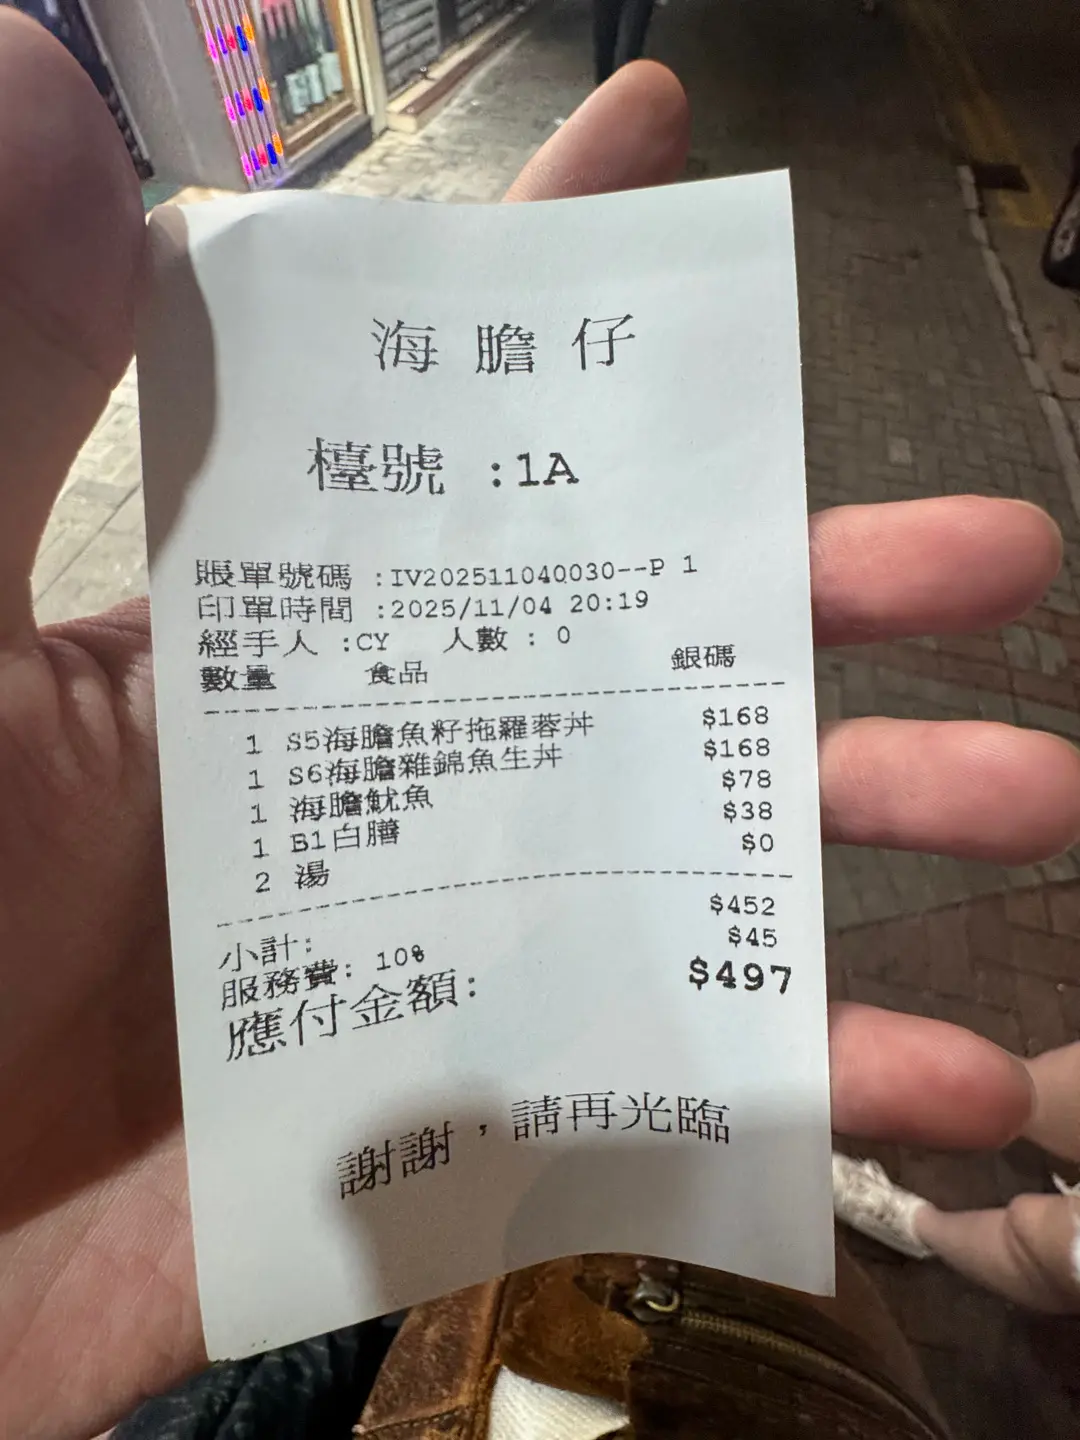 海膽仔
檯號 :1A
賬單號碼 :IV202511040030--P 1
印單時間 :2025/11/04 20:19
經手人 :CY 人數 : 0
數量 食品 銀碼
1 S5海膽魚籽拖羅蓉丼 $168
1 S6海膽雜錦魚生丼 $168
1 海膽魷魚 $78
1 B1白膳 $38
2 湯 $0
小計: $452
服務費: 10% $45
應付金額: $497
謝謝，請再光臨